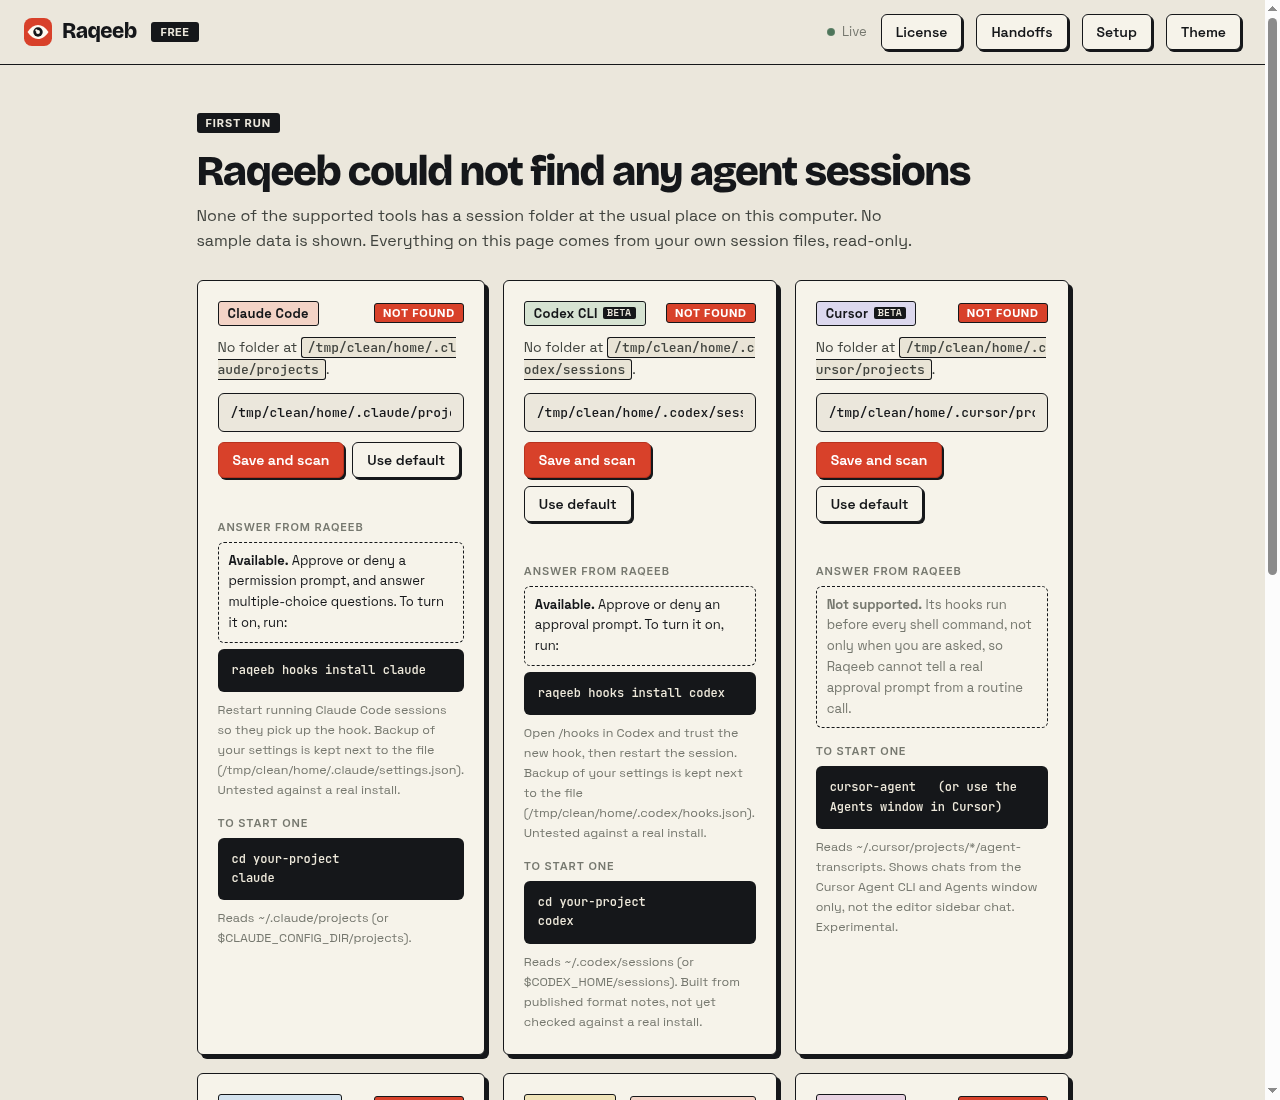 Raqeeb FREE
Live License Handoffs Setup Theme
FIRST RUN
Raqeeb could not find any agent sessions
None of the supported tools has a session folder at the usual place on this computer. No
sample data is shown. Everything on this page comes from your own session files, read-only.
Claude Code NOT FOUND
No folder at /tmp/clean/home/.cl
aude/projects.
/tmp/clean/home/.claude/proj
Save and scan Use default
ANSWER FROM RAQEEB
Available. Approve or deny a
permission prompt, and answer
multiple-choice questions. To turn
it on, run:
raqeeb hooks install claude
Restart running Claude Code sessions
so they pick up the hook. Backup of
your settings is kept next to the file
(/tmp/clean/home/.claude/settings.json).
Untested against a real install.
TO START ONE
cd your-project
claude
Reads ~/.claude/projects (or
$CLAUDE_CONFIG_DIR/projects).
Codex CLI BETA NOT FOUND
No folder at /tmp/clean/home/.c
odex/sessions.
/tmp/clean/home/.codex/sess
Save and scan
Use default
ANSWER FROM RAQEEB
Available. Approve or deny an
approval prompt. To turn it on,
run:
raqeeb hooks install codex
Open /hooks in Codex and trust the
new hook, then restart the session.
Backup of your settings is kept next
to the file
(/tmp/clean/home/.codex/hooks.json).
Untested against a real install.
TO START ONE
cd your-project
codex
Reads ~/.codex/sessions (or
$CODEX_HOME/sessions). Built from
published format notes, not yet
checked against a real install.
Cursor BETA NOT FOUND
No folder at /tmp/clean/home/.c
ursor/projects.
/tmp/clean/home/.cursor/pro
Save and scan
Use default
ANSWER FROM RAQEEB
Not supported. Its hooks run
before every shell command, not
only when you are asked, so
Raqeeb cannot tell a real
approval prompt from a routine
call.
TO START ONE
cursor-agent   (or use the
Agents window in Cursor)
Reads ~/.cursor/projects/*/agent-
transcripts. Shows chats from the
Cursor Agent CLI and Agents window
only, not the editor sidebar chat.
Experimental.